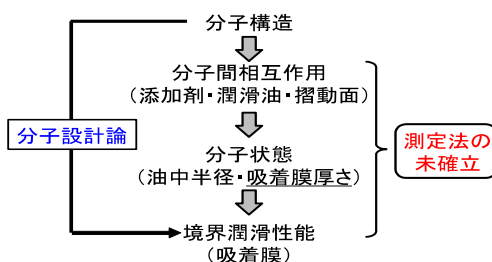 分子構造
分子間相互作用
(添加剤・潤滑油・摺動面)
分子設計論
分子状態
(油中半径・吸着膜厚さ)
測定法の
未確立
境界潤滑性能
(吸着膜)